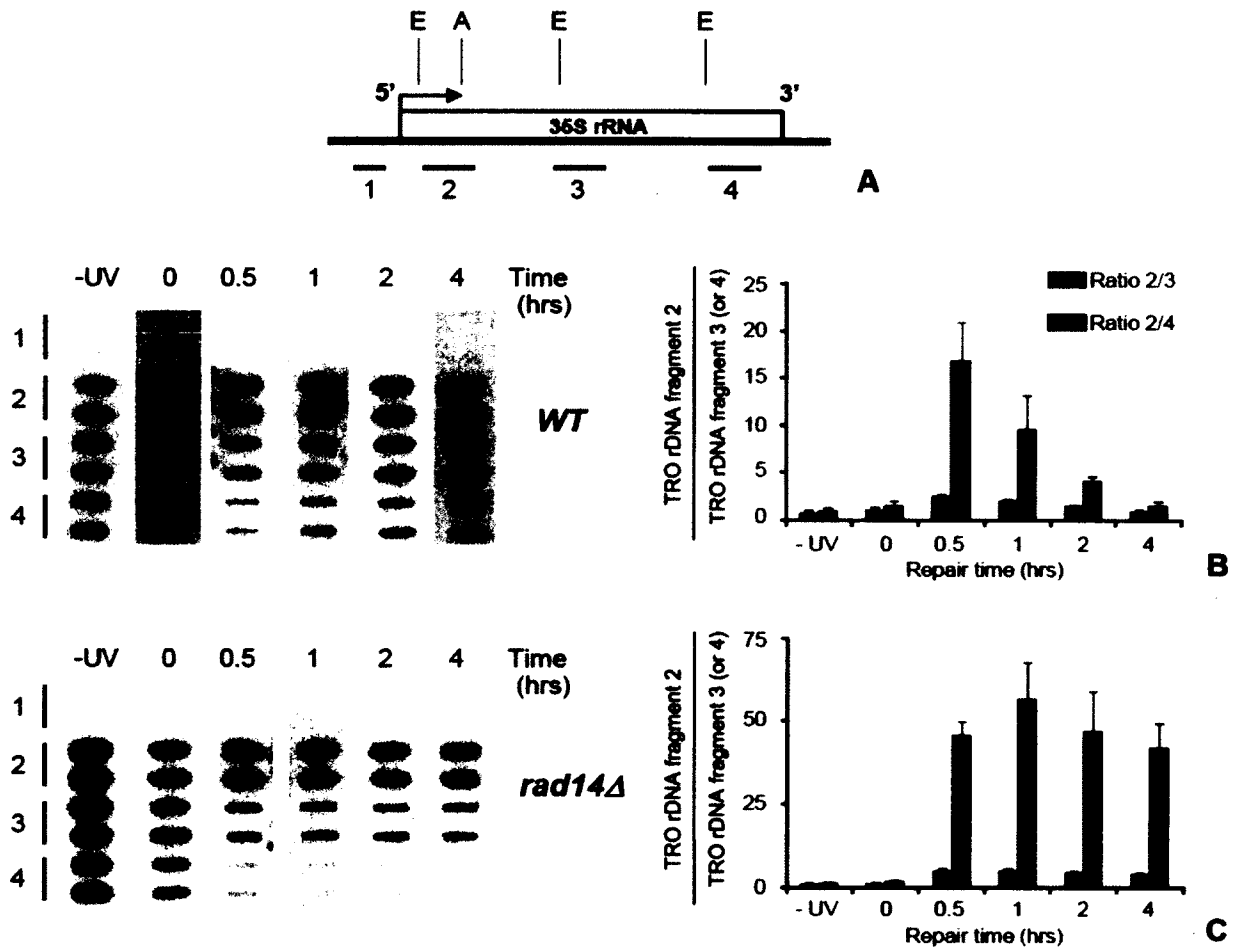 E A E E
5' 3'
35S rRNA
1 2 3 4
A
-UV 0 0.5 1 2 4 Time
(hrs)
1
2
3
4
WT
TRO rDNA fragment 2
TRO rDNA fragment 3 (or 4)
25
20
15
10
5
0
Ratio 2/3
Ratio 2/4
- UV 0 0.5 1 2 4
Repair time (hrs)
B
-UV 0 0.5 1 2 4 Time
(hrs)
1
2
3
4
rad14Δ
TRO rDNA fragment 2
TRO rDNA fragment 3 (or 4)
75
50
25
0
- UV 0 0.5 1 2 4
Repair time (hrs)
C